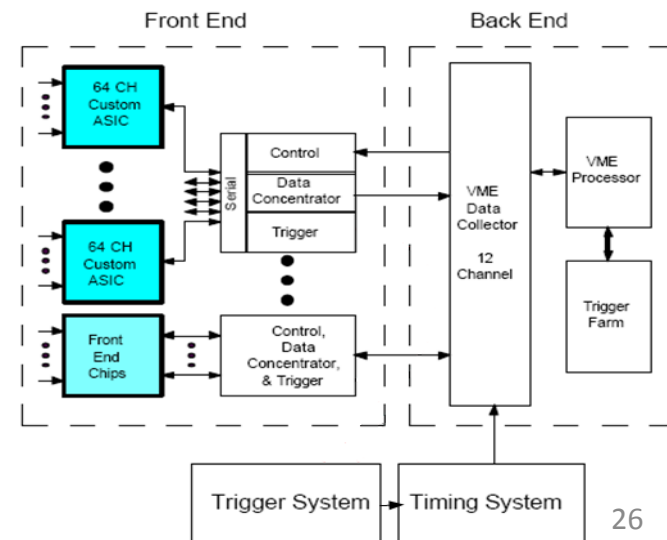 Front End
Back End
64 CH
Custom
ASIC
Serial
Control
Data
Concentrator
Trigger
VME
Data
Collector
12
Channel
VME
Processor
64 CH
Custom
ASIC
Trigger
Farm
Front
End
Chips
Control,
Data
Concentrator,
& Trigger
Trigger System
Timing System
26